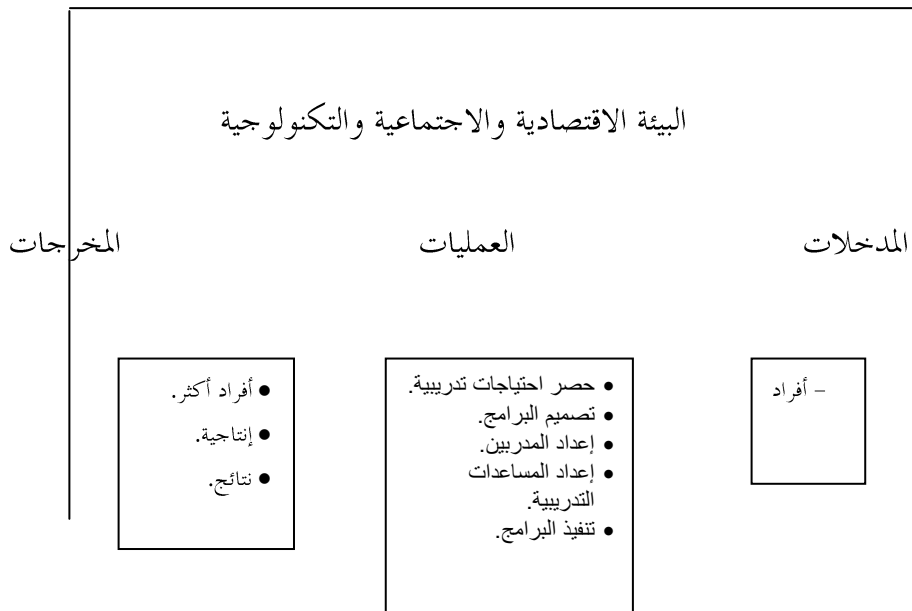 البيئة الاقتصادية والاجتماعية والتكنولوجية
المدخلات
العمليات
المخرجات
– أفراد
• حصر احتياجات تدريبية.
• تصميم البرامج.
• إعداد المدربين.
• إعداد المساعدات
التدريبية.
• تنفيذ البرامج.
• أفراد أكثر.
• إنتاجية.
• نتائج.